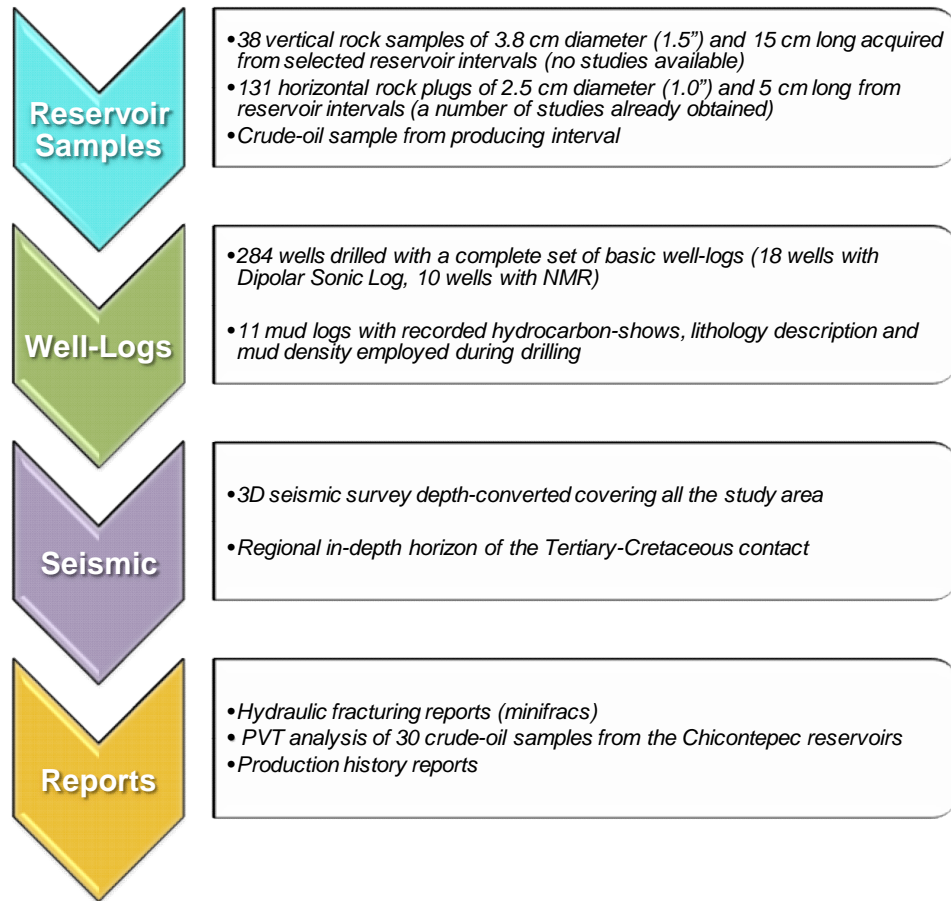 Reservoir
Samples
•38 vertical rock samples of 3.8 cm diameter (1.5”) and 15 cm long acquired
from selected reservoir intervals (no studies available)
•131 horizontal rock plugs of 2.5 cm diameter (1.0”) and 5 cm long from
reservoir intervals (a number of studies already obtained)
•Crude-oil sample from producing interval
Well-Logs
•284 wells drilled with a complete set of basic well-logs (18 wells with
Dipolar Sonic Log, 10 wells with NMR)
•11 mud logs with recorded hydrocarbon-shows, lithology description and
mud density employed during drilling
Seismic
•3D seismic survey depth-converted covering all the study area
•Regional in-depth horizon of the Tertiary-Cretaceous contact
Reports
•Hydraulic fracturing reports (minifracs)
• PVT analysis of 30 crude-oil samples from the Chicontepec reservoirs
•Production history reports